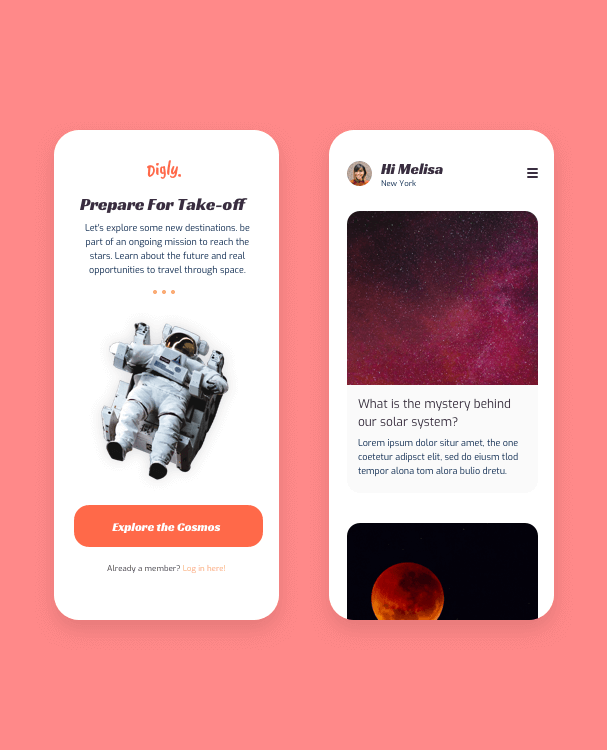 Digly.
Prepare For Take-off
Let's explore some new destinations. be
part of an ongoing mission to reach the
stars. Learn about the future and real
opportunities to travel through space.
Explore the Cosmos
Already a member? Log in here!
Hi Melisa
New York
What is the mystery behind
our solar system?
Lorem ipsum dolor situr amet, the one
coetetur adipsct elit, sed do eiusm tlod
tempor alona tom alora bulio dretu.